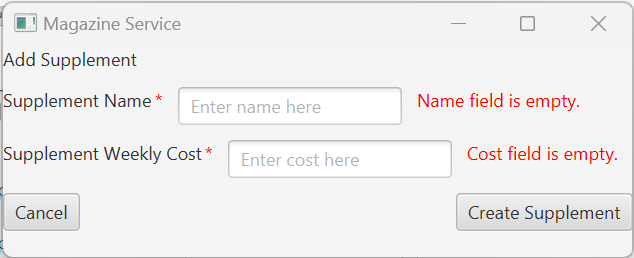 Magazine Service
Add Supplement
Supplement Name * Enter name here Name field is empty.
Supplement Weekly Cost * Enter cost here Cost field is empty.
Cancel Create Supplement